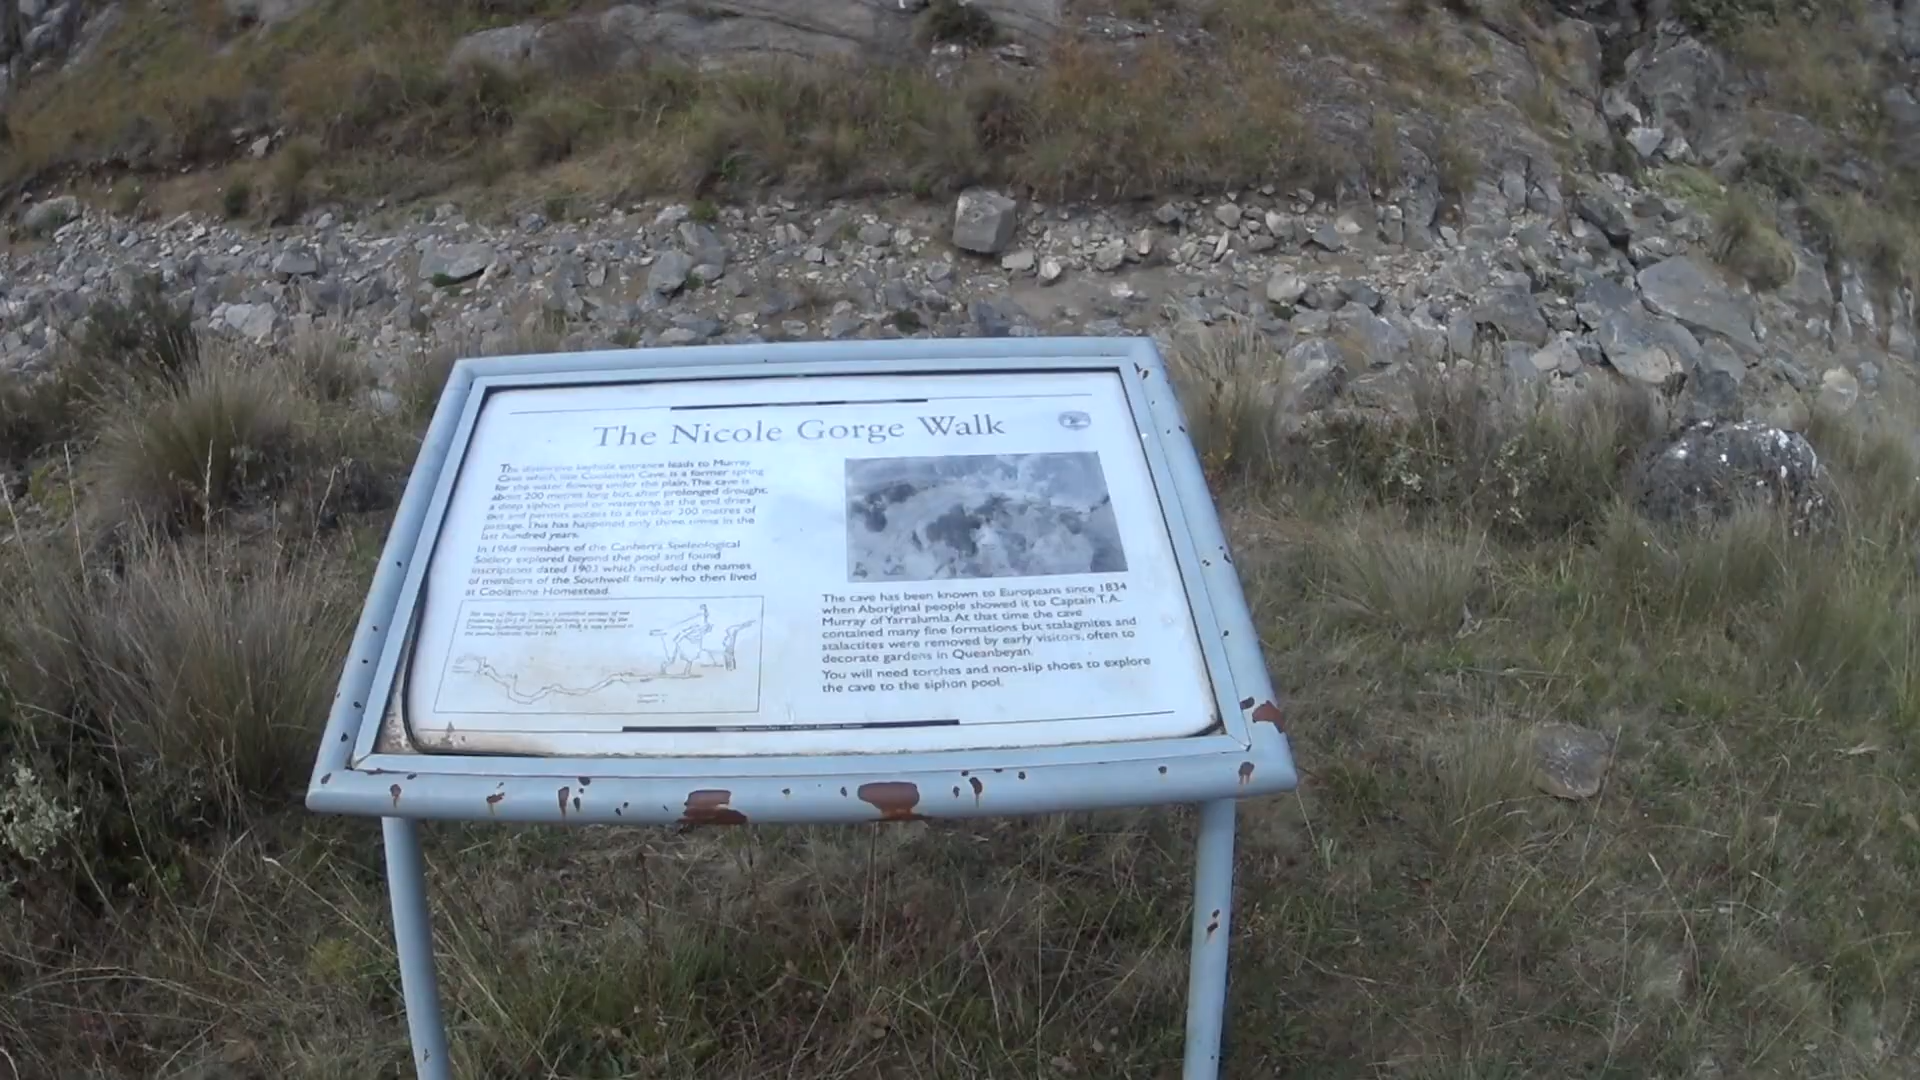 The Nicole Gorge Walk
The distinctive keyhole entrance leads to Murray
Cave which, like Cooleman Cave, is a former spring
for the water flowing under the plain. The cave is
about 200 metres long but, after prolonged drought,
a deep siphon pool or watertrap at the end dries
out and permits access to a further 200 metres of
passage. This has happened only three times in the
last hundred years.
In 1968 members of the Canberra Speleological
Society explored beyond the pool and found
inscriptions dated 1903 which included the names
of members of the Southwell family who then lived
at Coolamine Homestead.
The cave has been known to Europeans since 1834
when Aboriginal people showed it to Captain T. A.
Murray of Yarralumla. At that time the cave
contained many fine formations but stalagmites and
stalactites were removed by early visitors, often to
decorate gardens in Queanbeyan.
You will need torches and non-slip shoes to explore
the cave to the siphon pool.